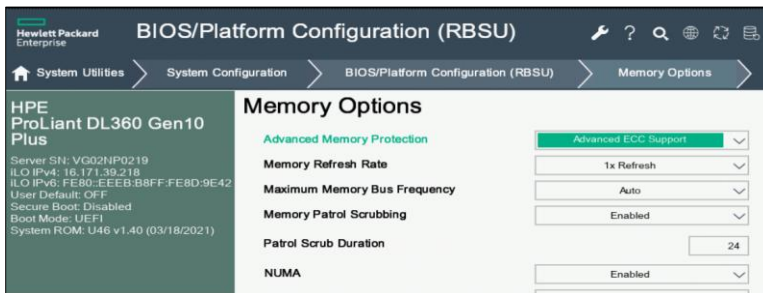 Hewlett Packard
Enterprise
BIOS/Platform Configuration (RBSU)
System Utilities
System Configuration
BIOS/Platform Configuration (RBSU)
Memory Options
HPE
ProLiant DL360 Gen10
Plus
Server SN: VG02NP0219
iLO IPv4: 16.171.39.218
iLO IPv6: FE80::EEEB:B8FF:FE8D:9E42
User Default: OFF
Secure Boot: Disabled
Boot Mode: UEFI
System ROM: U46 v1.40 (03/18/2021)
Memory Options
Advanced Memory Protection Advanced ECC Support
Memory Refresh Rate 1x Refresh
Maximum Memory Bus Frequency Auto
Memory Patrol Scrubbing Enabled
Patrol Scrub Duration 24
NUMA Enabled